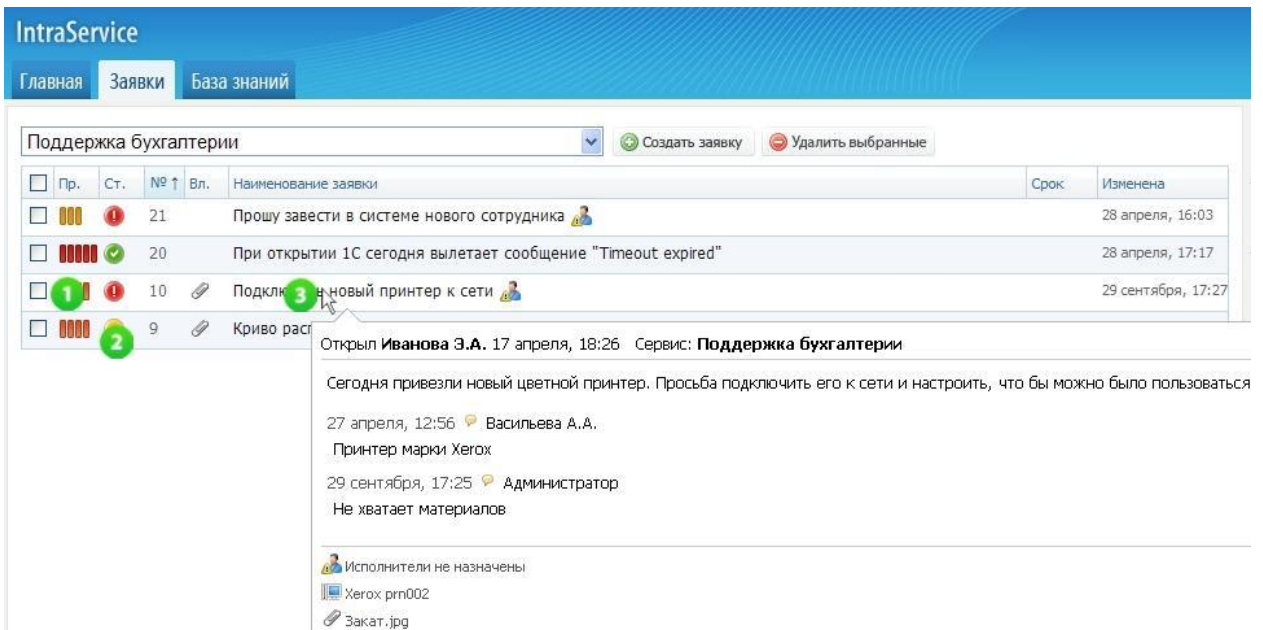 IntraService
Главная Заявки База знаний
Поддержка бухгалтерии Создать заявку Удалить выбранные
Пр. Ст. № ↑ Вл. Наименование заявки Срок Изменена
21 Прошу завести в системе нового сотрудника 28 апреля, 16:03
20 При открытии 1С сегодня вылетает сообщение "Timeout expired" 28 апреля, 17:17
1 10 3 новый принтер к сети 29 сентября, 17:27
2 9 Криво
Открыл Иванова Э.А. 17 апреля, 18:26 Сервис: Поддержка бухгалтерии
Сегодня привезли новый цветной принтер. Просьба подключить его к сети и настроить, что бы можно было пользоваться
27 апреля, 12:56 Васильева А.А.
Принтер марки Xerox
29 сентября, 17:25 Администратор
Не хватает материалов
Исполнители не назначены
Xerox prn002
Закат.jpg